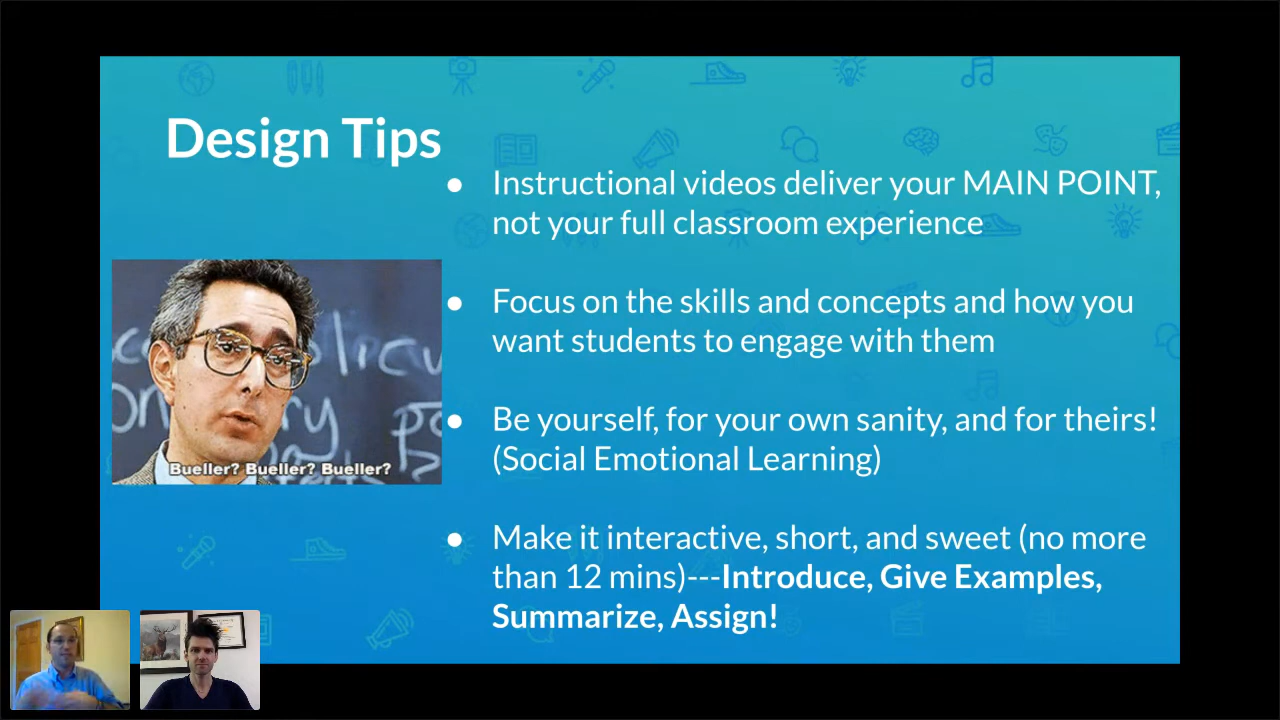 Design Tips
● Instructional videos deliver your MAIN POINT,
not your full classroom experience
● Focus on the skills and concepts and how you
want students to engage with them
● Be yourself, for your own sanity, and for theirs!
(Social Emotional Learning)
● Make it interactive, short, and sweet (no more
than 12 mins)---Introduce, Give Examples,
Summarize, Assign!
Bueller? Bueller? Bueller?